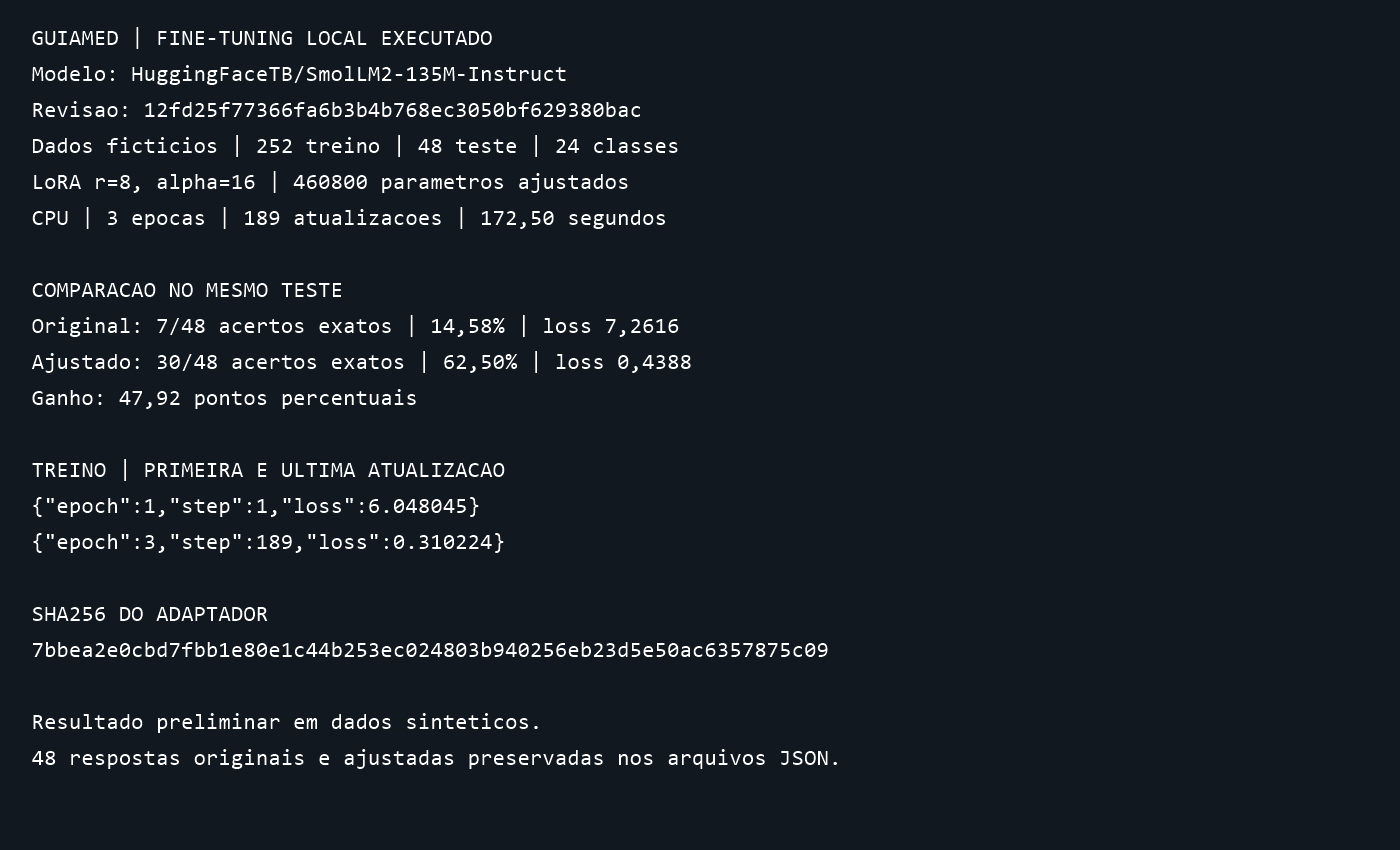 GUIAMED | FINE-TUNING LOCAL EXECUTADO
Modelo: HuggingFaceTB/SmolLM2-135M-Instruct
Revisao: 12fd25f77366fa6b3b4b768ec3050bf629380bac
Dados ficticios | 252 treino | 48 teste | 24 classes
LoRA r=8, alpha=16 | 460800 parametros ajustados
CPU | 3 epocas | 189 atualizacoes | 172,50 segundos
COMPARACAO NO MESMO TESTE
Original: 7/48 acertos exatos | 14,58% | loss 7,2616
Ajustado: 30/48 acertos exatos | 62,50% | loss 0,4388
Ganho: 47,92 pontos percentuais
TREINO | PRIMEIRA E ULTIMA ATUALIZACAO
{"epoch":1,"step":1,"loss":6.048045}
{"epoch":3,"step":189,"loss":0.310224}
SHA256 DO ADAPTADOR
7bbea2e0cbd7fbb1e80e1c44b253ec024803b940256eb23d5e50ac6357875c09
Resultado preliminar em dados sinteticos.
48 respostas originais e ajustadas preservadas nos arquivos JSON.